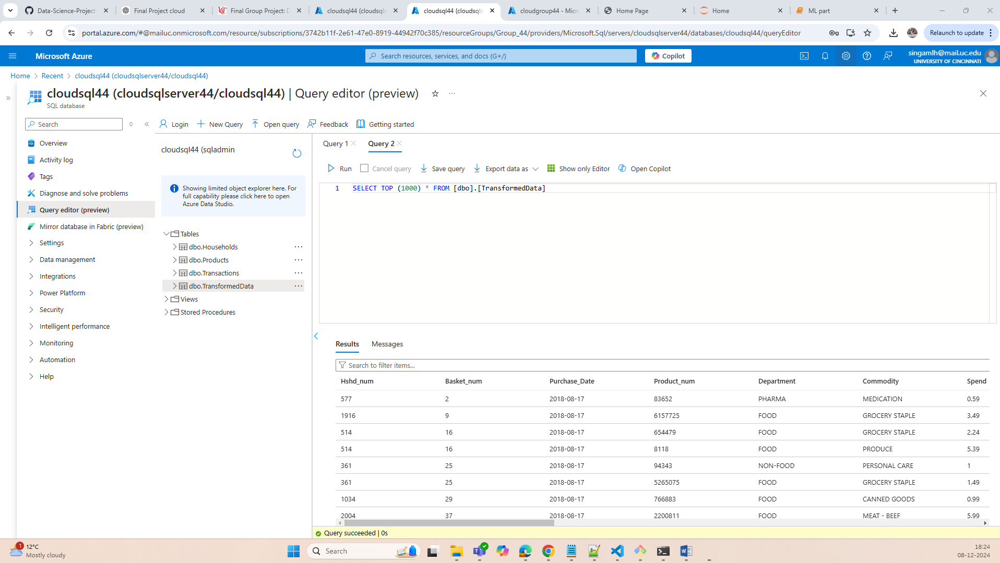 Data-Science-Project-
Final Project cloud
Final Group Project: D
cloudsql44 (cloudsqls
cloudsql44 (cloudsqls
cloudgroup44 - Micro
Home Page
Home
ML part
portal.azure.com/#@mailuc.onmicrosoft.com/resource/subscriptions/3742b11f-2e61-47e0-8919-44942f70c385/resourceGroups/Group_44/providers/Microsoft.Sql/servers/cloudsqlserver44/databases/cloudsql44/queryEditor
Relaunch to update
Microsoft Azure
Search resources, services, and docs (G+/)
Copilot
singamlh@mail.uc.edu
UNIVERSITY OF CINCINNATI
Home > Recent > cloudsql44 (cloudsqlserver44/cloudsql44)
cloudsql44 (cloudsqlserver44/cloudsql44) | Query editor (preview)
SQL database
Search
Login
New Query
Open query
Feedback
Getting started
Overview
Activity log
Tags
Diagnose and solve problems
Query editor (preview)
Mirror database in Fabric (preview)
Settings
Data management
Integrations
Power Platform
Security
Intelligent performance
Monitoring
Automation
Help
cloudsql44 (sqladmin
Showing limited object explorer here. For
full capability please click here to open
Azure Data Studio.
Tables
dbo.Households
dbo.Products
dbo.Transactions
dbo.TransformedData
Views
Stored Procedures
Query 1
Query 2
Run
Cancel query
Save query
Export data as
Show only Editor
Open Copilot
1 SELECT TOP (1000) * FROM [dbo].[TransformedData]
Results
Messages
Search to filter items...
Hshd_num Basket_num Purchase_Date Product_num Department Commodity Spend
577 2 2018-08-17 83652 PHARMA MEDICATION 0.59
1916 9 2018-08-17 6157725 FOOD GROCERY STAPLE 3.49
514 16 2018-08-17 654479 FOOD GROCERY STAPLE 2.24
514 16 2018-08-17 8118 FOOD PRODUCE 5.39
361 25 2018-08-17 94343 NON-FOOD PERSONAL CARE 1
361 25 2018-08-17 5265075 FOOD GROCERY STAPLE 1.49
1034 29 2018-08-17 766883 FOOD CANNED GOODS 0.99
2004 37 2018-08-17 2200811 FOOD MEAT - BEEF 5.99
Query succeeded | 0s
1
12°C
Mostly cloudy
Search
18:24
08-12-2024